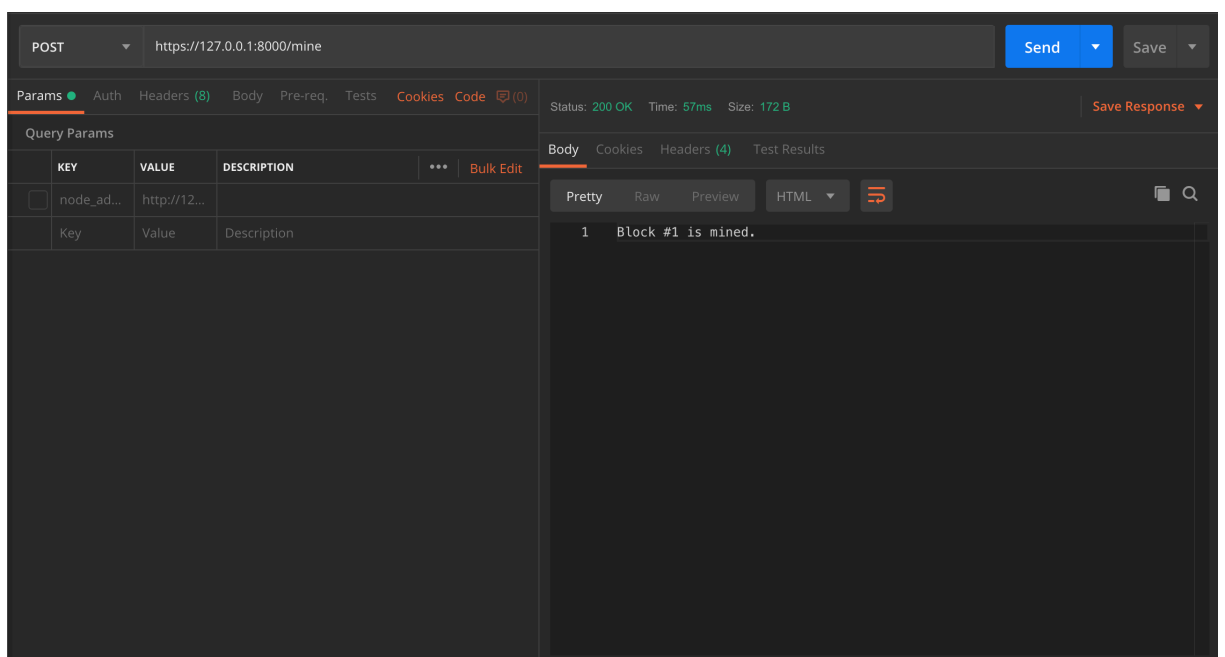 POST https://127.0.0.1:8000/mine Send Save
Params Auth Headers (8) Body Pre-req. Tests Cookies Code (0)
Query Params
KEY VALUE DESCRIPTION ••• Bulk Edit
node_ad... http://12...
Key Value Description
Status: 200 OK Time: 57ms Size: 172 B Save Response
Body Cookies Headers (4) Test Results
Pretty Raw Preview HTML
1 Block #1 is mined.